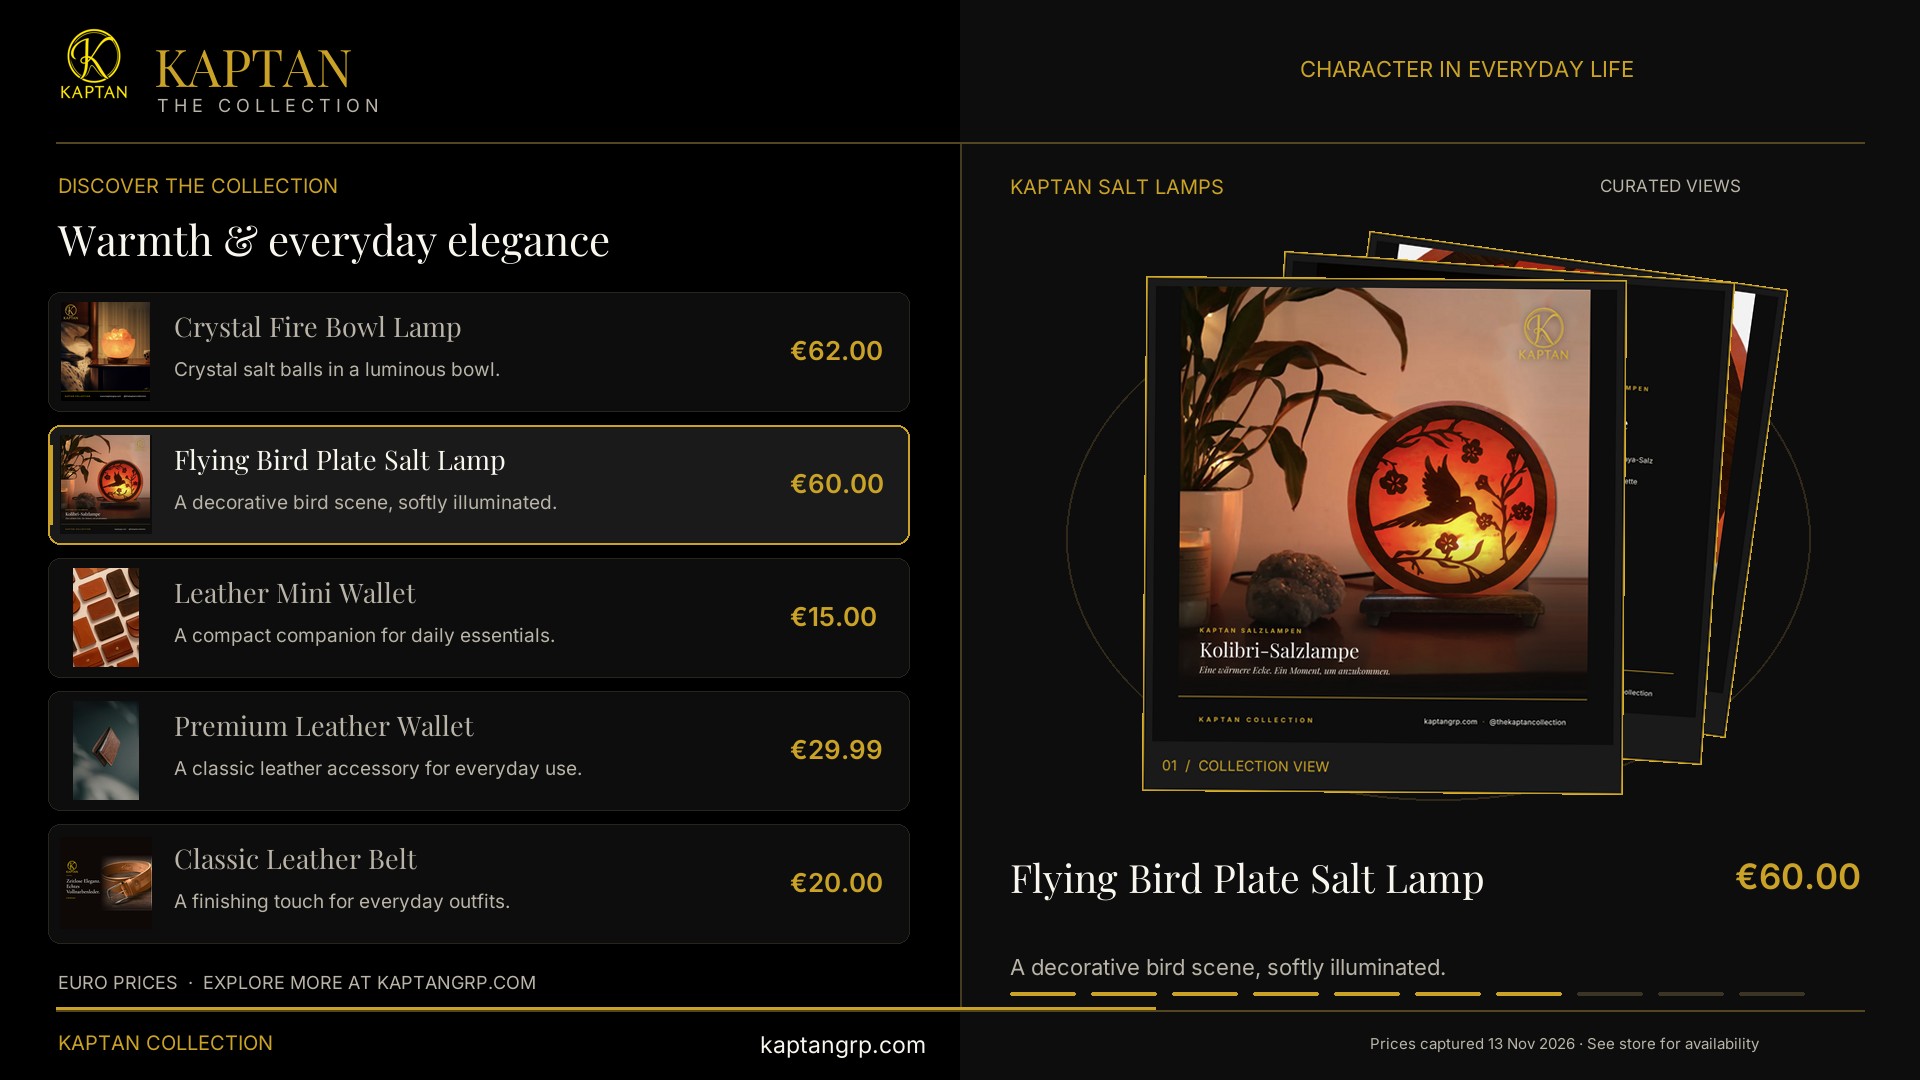 KAPTAN
KAPTAN
THE COLLECTION
CHARACTER IN EVERYDAY LIFE
DISCOVER THE COLLECTION
Warmth & everyday elegance
Crystal Fire Bowl Lamp
Crystal salt balls in a luminous bowl.
€62.00
Flying Bird Plate Salt Lamp
A decorative bird scene, softly illuminated.
€60.00
Leather Mini Wallet
A compact companion for daily essentials.
€15.00
Premium Leather Wallet
A classic leather accessory for everyday use.
€29.99
Zeitlose Eleganz.
Echtes
Vollnarbenleder.
Classic Leather Belt
A finishing touch for everyday outfits.
€20.00
EURO PRICES · EXPLORE MORE AT KAPTANGRP.COM
KAPTAN SALT LAMPS
CURATED VIEWS
KAPTAN
KAPTAN SALZLAMPEN
Kolibri-Salzlampe
Eine wärmere Ecke. Ein Moment, um anzukommen.
KAPTAN COLLECTION
kaptangrp.com · @thekaptancollection
01 / COLLECTION VIEW
Flying Bird Plate Salt Lamp
€60.00
A decorative bird scene, softly illuminated.
KAPTAN COLLECTION
kaptangrp.com
Prices captured 13 Nov 2026 · See store for availability